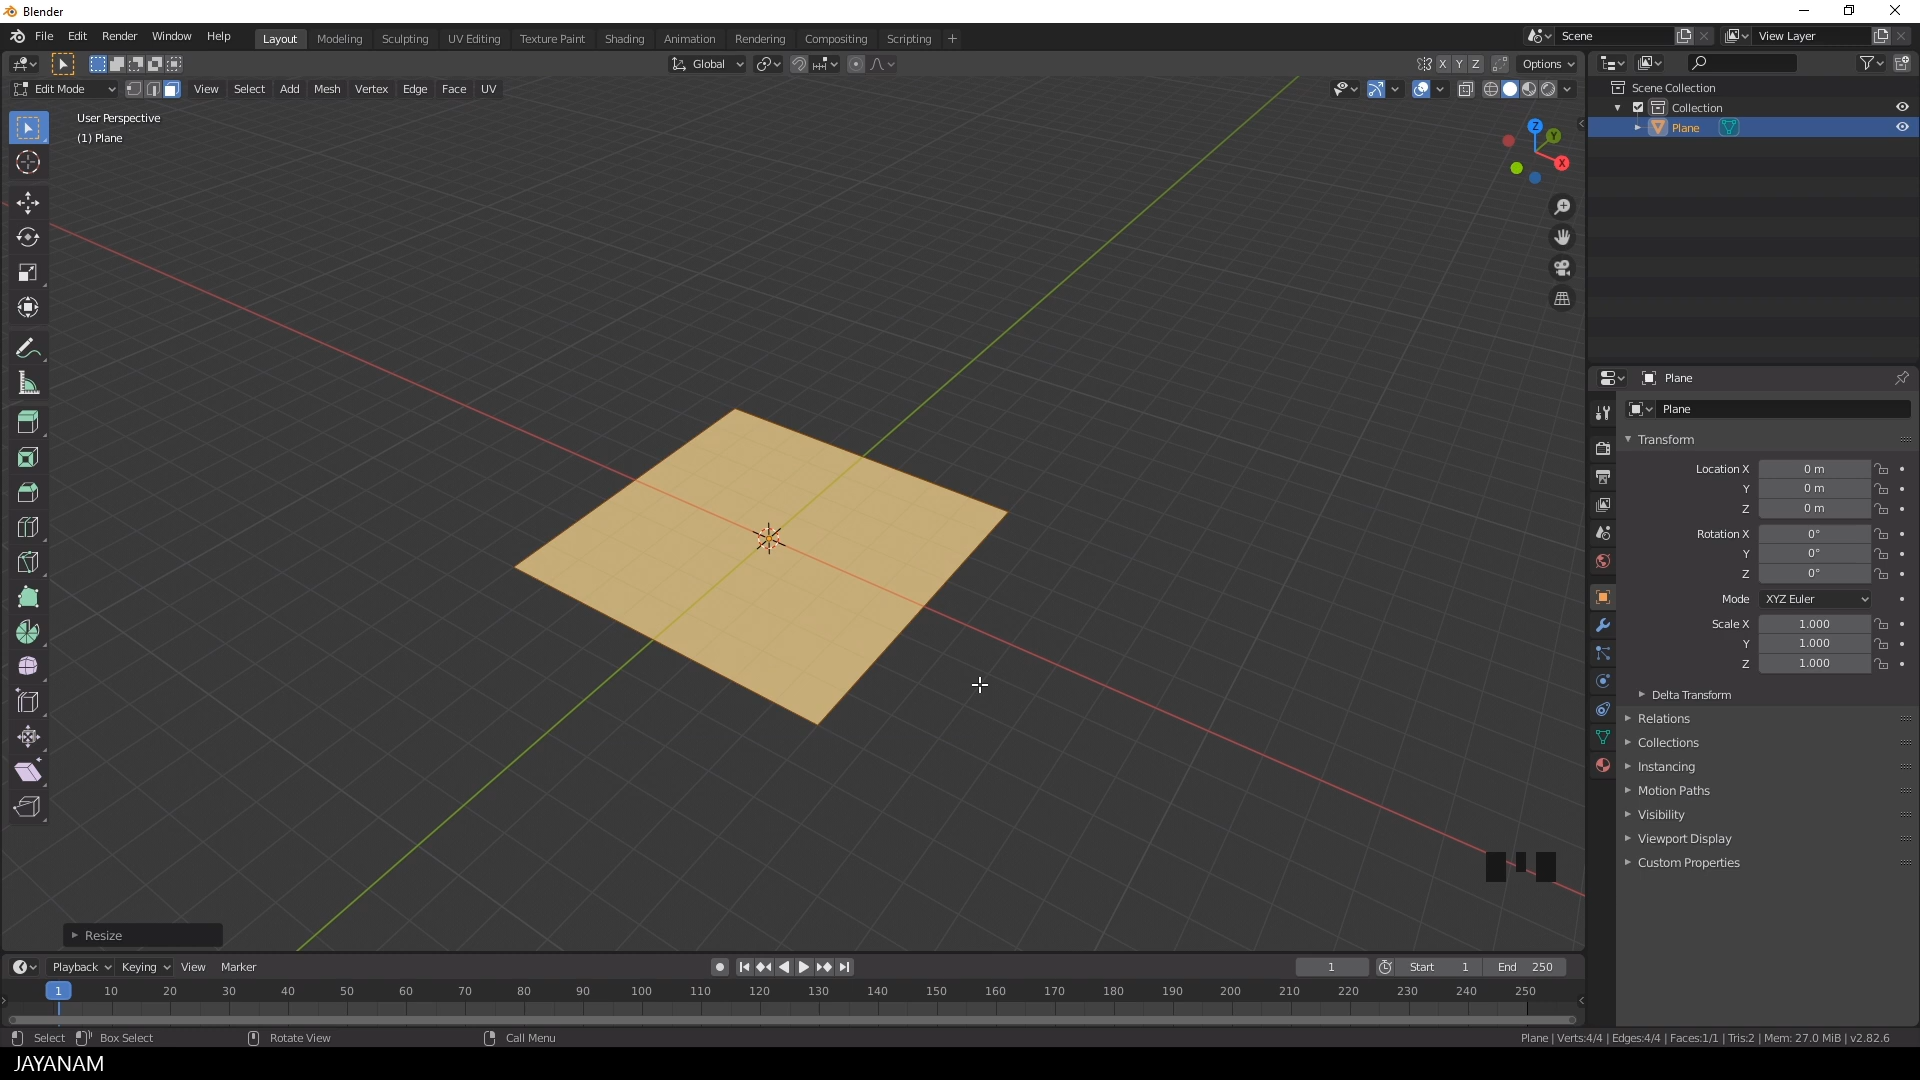 Blender
File Edit Render Window Help Layout Modeling Sculpting UV Editing Texture Paint Shading Animation Rendering Compositing Scripting + Scene View Layer
Global X Y Z Options
Edit Mode View Select Add Mesh Vertex Edge Face UV
User Perspective
(1) Plane
Z Y X
Scene Collection
Collection
Plane
Plane
Plane
Transform
Location X 0 m
Y 0 m
Z 0 m
Rotation X 0°
Y 0°
Z 0°
Mode XYZ Euler
Scale X 1.000
Y 1.000
Z 1.000
Delta Transform
Relations
Collections
Instancing
Motion Paths
Visibility
Viewport Display
Custom Properties
Resize
Playback Keying View Marker 1 Start 1 End 250
1 10 20 30 40 50 60 70 80 90 100 110 120 130 140 150 160 170 180 190 200 210 220 230 240 250
Select Box Select Rotate View Call Menu Plane | Verts:4/4 | Edges:4/4 | Faces:1/1 | Tris:2 | Mem: 27.0 MiB | v2.82.6
JAYANAM